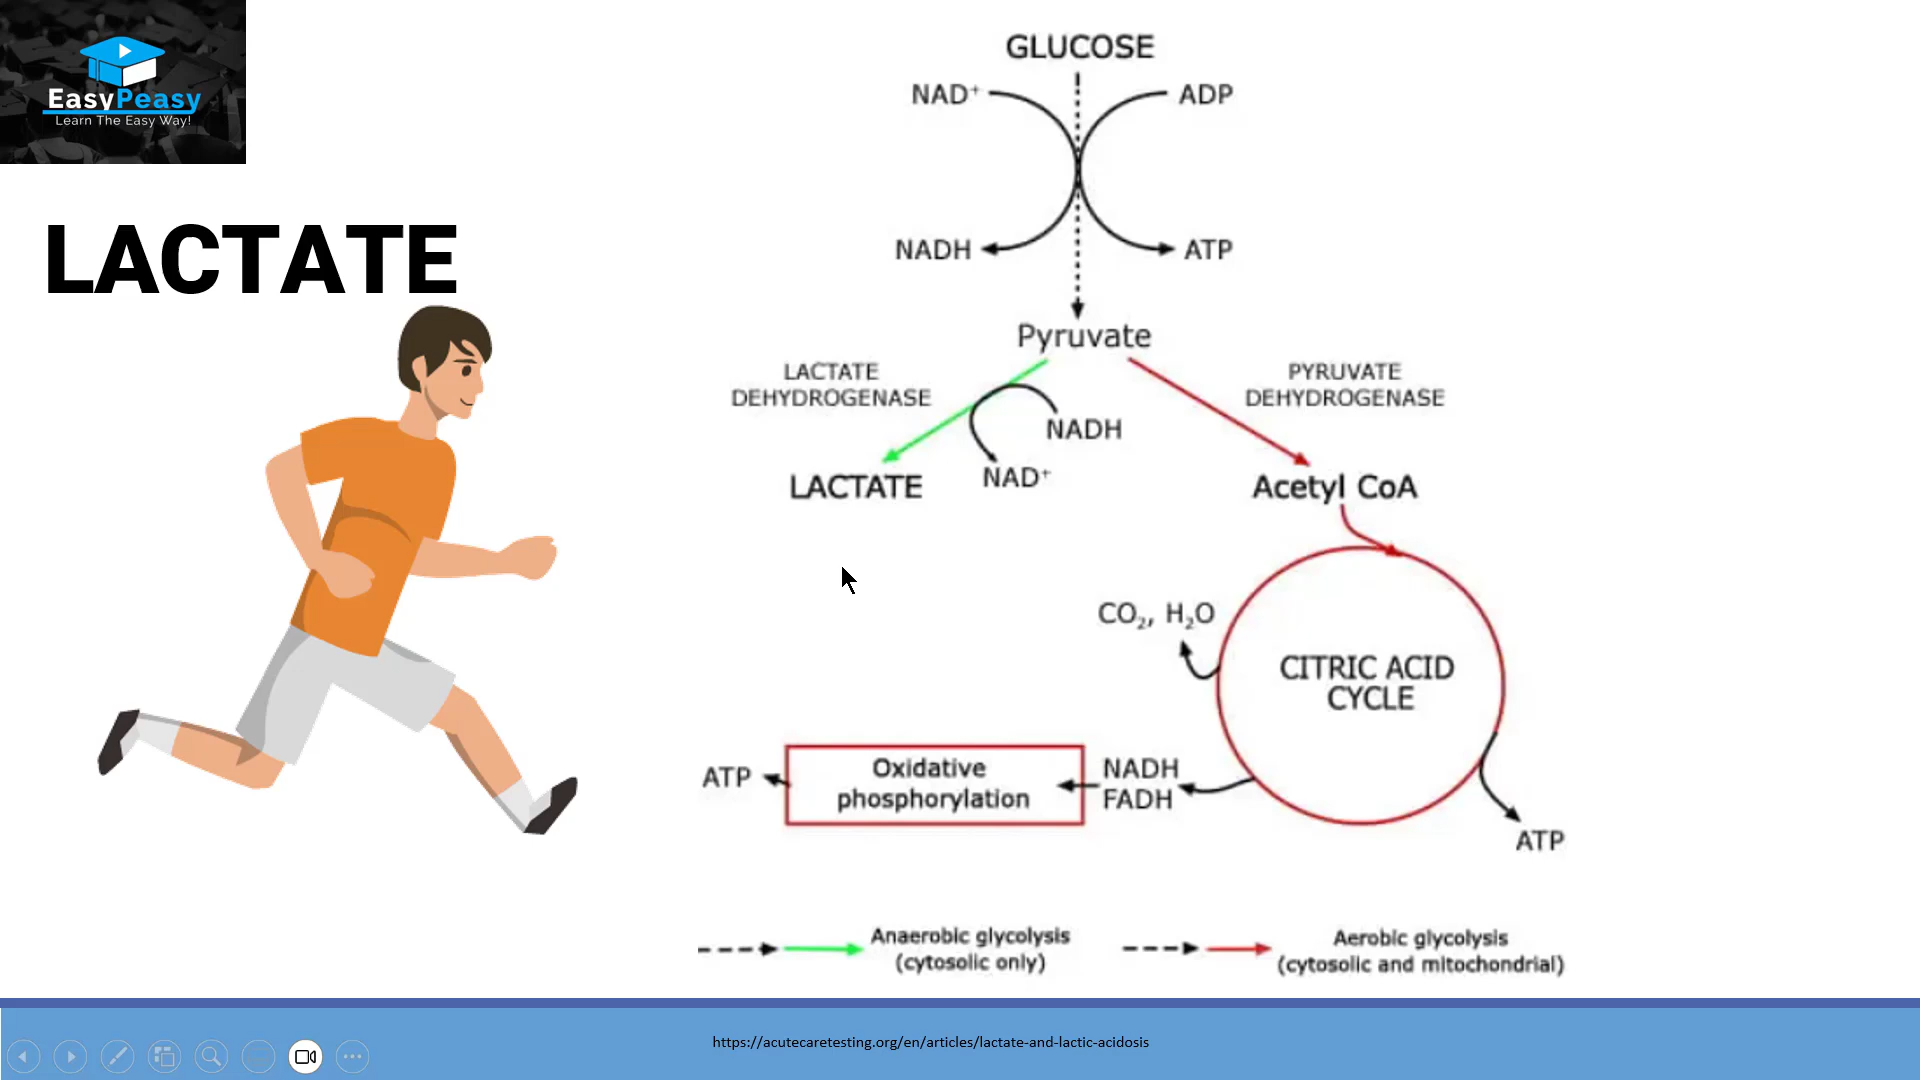 EasyPeasy
Learn The Easy Way!
LACTATE
GLUCOSE
NAD⁺
ADP
NADH
ATP
Pyruvate
LACTATE
DEHYDROGENASE
PYRUVATE
DEHYDROGENASE
NADH
NAD⁺
LACTATE
Acetyl CoA
CO₂, H₂O
CITRIC ACID
CYCLE
ATP
Oxidative
phosphorylation
NADH
FADH
ATP
Anaerobic glycolysis
(cytosolic only)
Aerobic glycolysis
(cytosolic and mitochondrial)
https://acutecaretesting.org/en/articles/lactate-and-lactic-acidosis